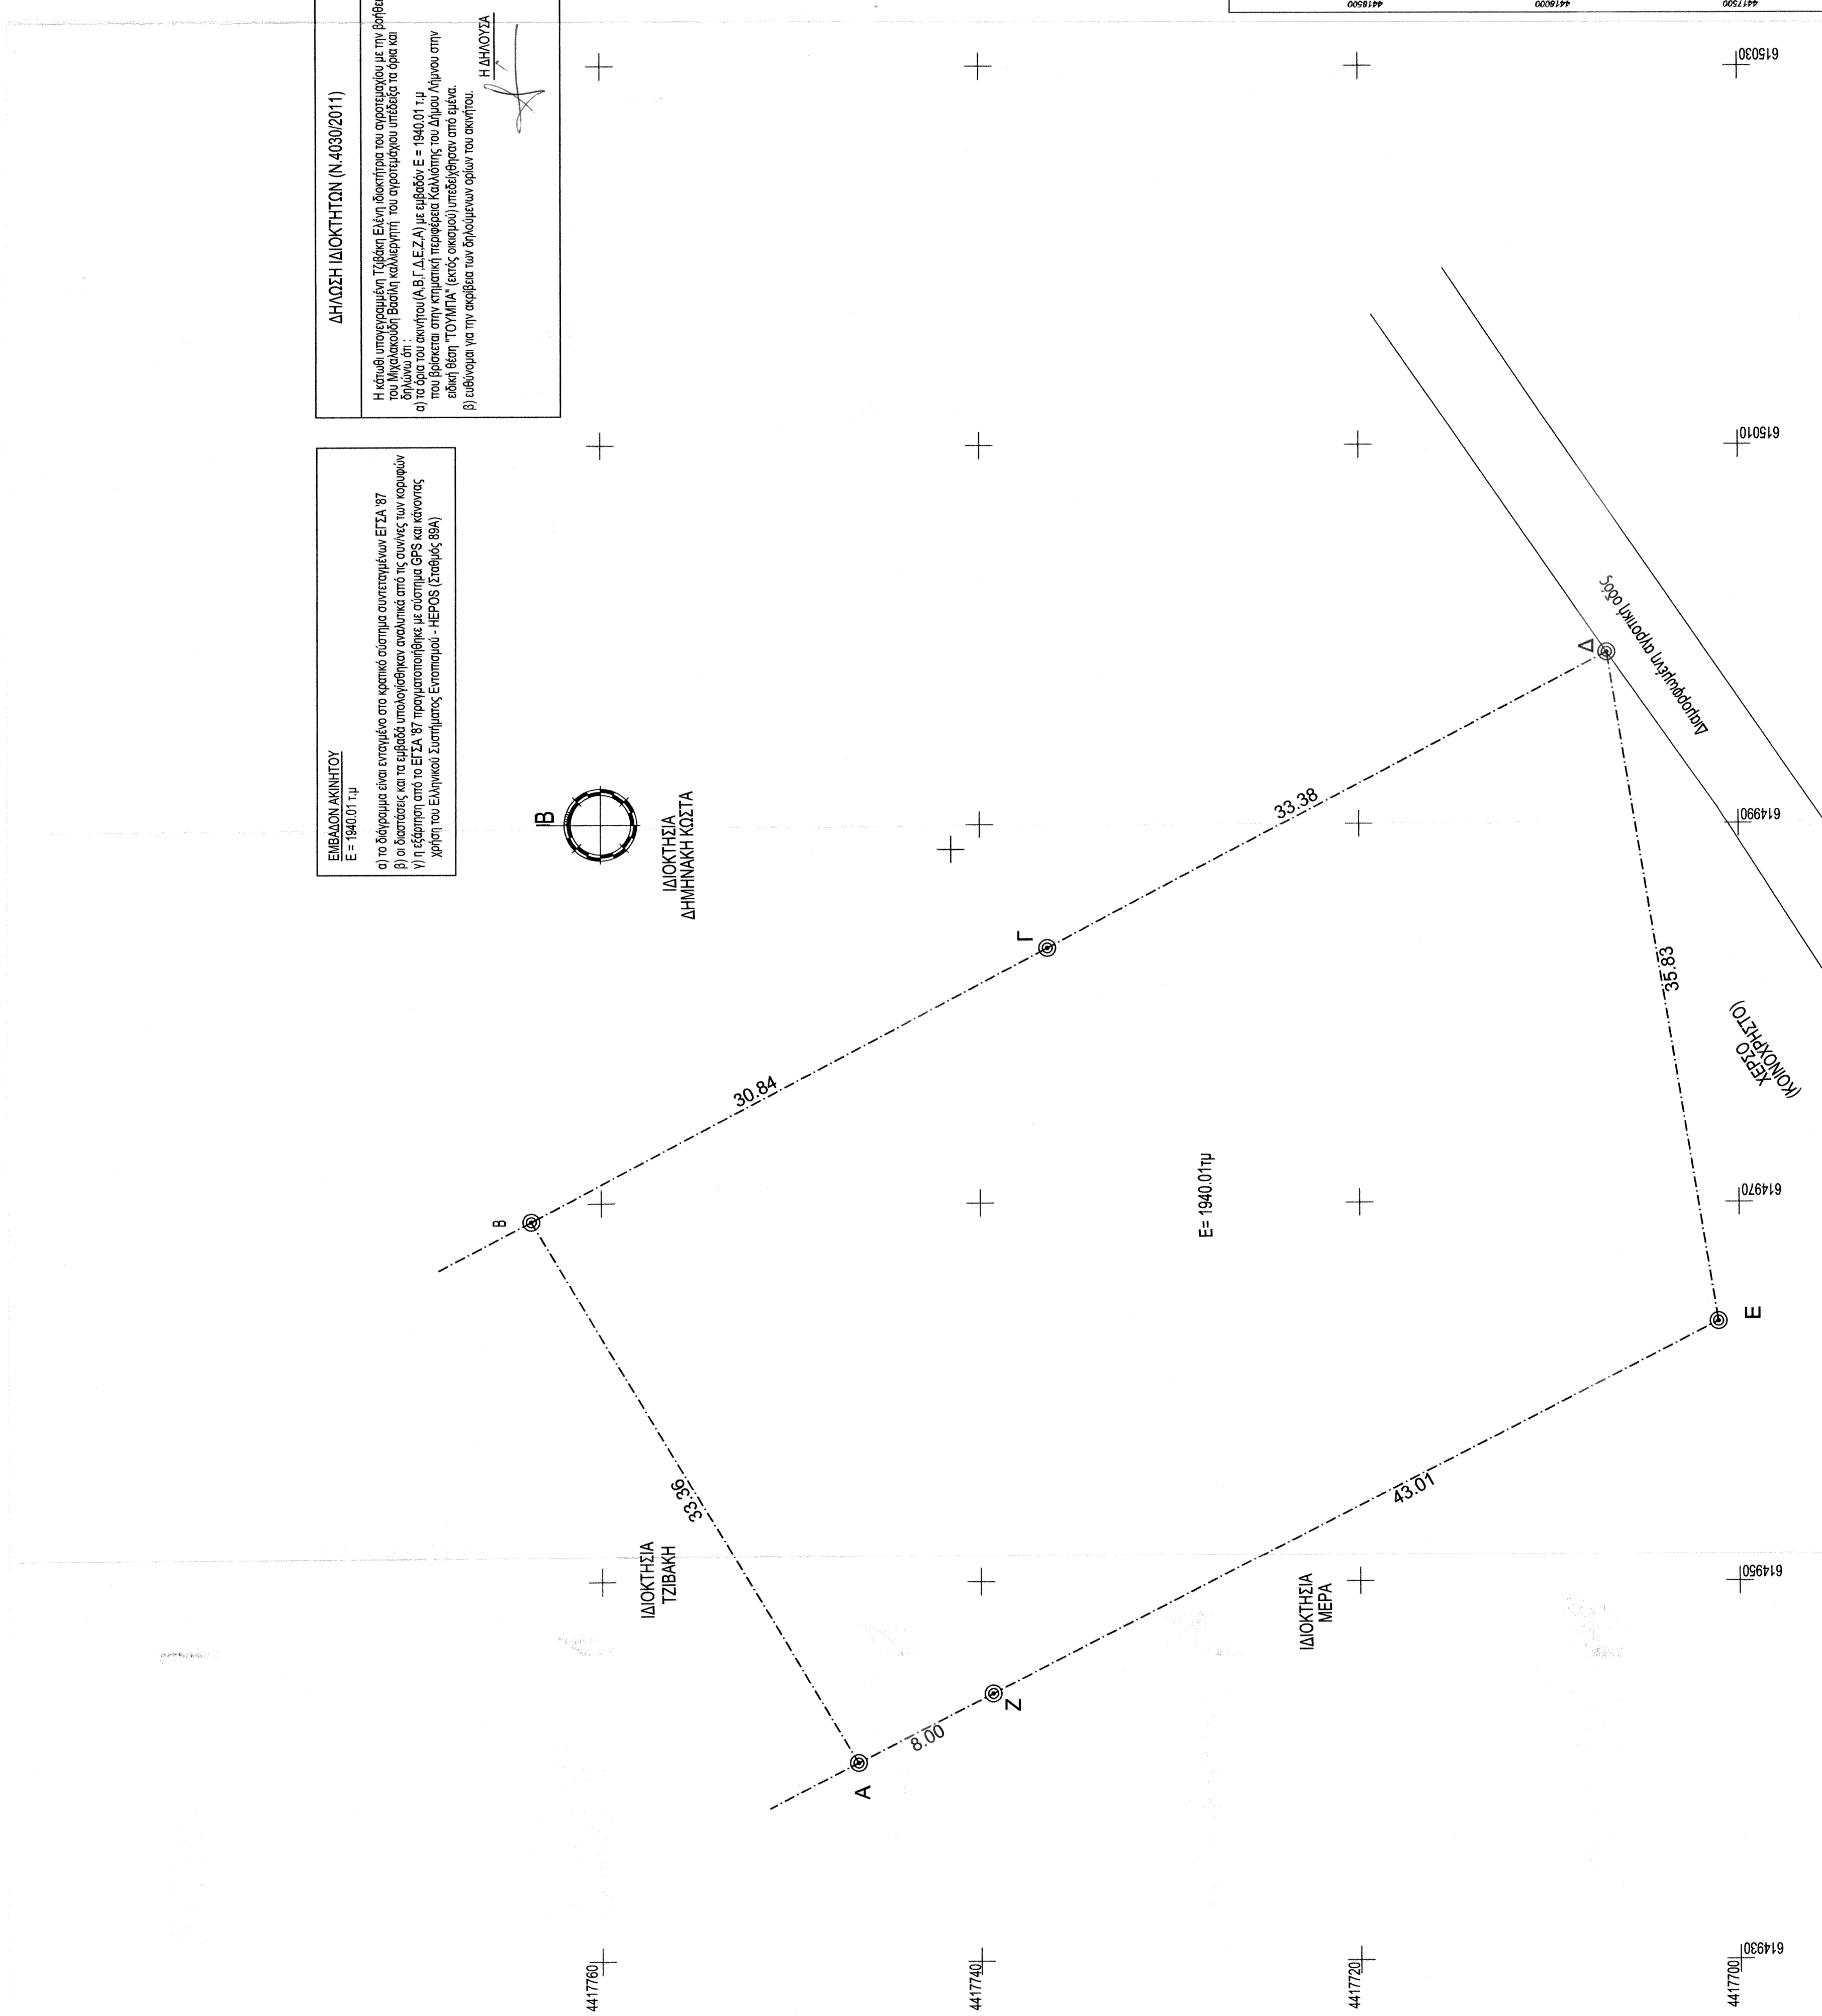 ΔΗΛΩΣΗ ΙΔΙΟΚΤΗΤΩΝ (Ν.4030/2011)
Η κάτωθι υπογεγραμμένη Τζιβάκη Ελένη ιδιοκτήτρια του αγροτεμαχίου με την
του Μιχαλακούδη Βασίλη καλλιεργητή του αγροτεμάχιου υπέδειξα τα όρια και
δηλώνω ότι :
α) τα όρια του ακινήτου(Α,Β,Γ,Δ,Ε,Ζ,Α) με εμβαδόν Ε = 1940.01 τ.μ
που βρίσκεται στην κτηματική περιφέρεια Καλλιόπης του Δήμου Λήμνου στην
ειδική θέση "ΤΟΥΜΠΑ" (εκτός οικισμού) υπεδείχθησαν από εμένα.
β) ευθύνομαι για την ακρίβεια των δηλούμενων ορίων του ακινήτου.
Η ΔΗΛΟΥΣΑ
ΕΜΒΑΔΟΝ ΑΚΙΝΗΤΟΥ
Ε = 1940.01 τ.μ
α) το διάγραμμα είναι ενταγμένο στο κρατικό σύστημα συντεταγμένων ΕΓΣΑ '87
β) οι διαστάσεις και τα εμβαδά υπολογίσθηκαν αναλυτικά από τις συν/νες των κορυφών
γ) η εξάρτηση από το ΕΓΣΑ '87 πραγματοποιήθηκε με σύστημα GPS και κάνοντας
χρήση του Ελληνικού Συστήματος Εντοπισμού - HEPOS (Σταθμός 89Α)
Β
ΙΔΙΟΚΤΗΣΙΑ
ΔΗΜΗΝΑΚΗ ΚΩΣΤΑ
Β
30.84
Γ
33.38
Δ
Διαμορφωμένη αγροτική οδός
33.36
ΙΔΙΟΚΤΗΣΙΑ
ΤΖΙΒΑΚΗ
Ε= 1940.01τμ
35.83
ΧΕΡΣΟ
(ΚΟΙΝΟΧΡΗΣΤΟ)
Α
8.00
Ζ
43.01
Ε
ΙΔΙΟΚΤΗΣΙΑ
ΜΕΡΑ
4417760
4417740
4417720
4417700
614930
614950
614970
614990
615010
615030
4418500
4418000
4417500